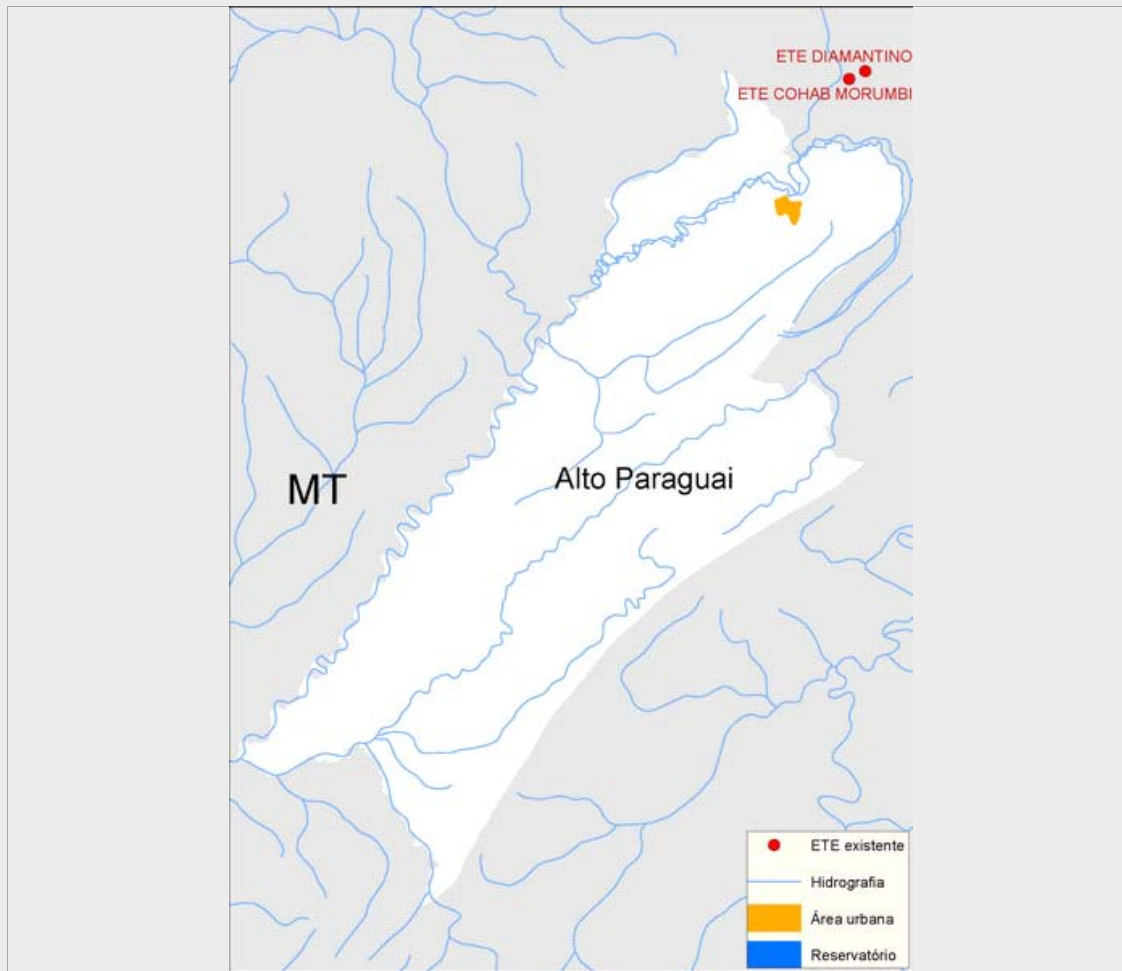 ETE DIAMANTINO
ETE COHAB MORUMBI
MT
Alto Paraguai
ETE existente
Hidrografia
Área urbana
Reservatório